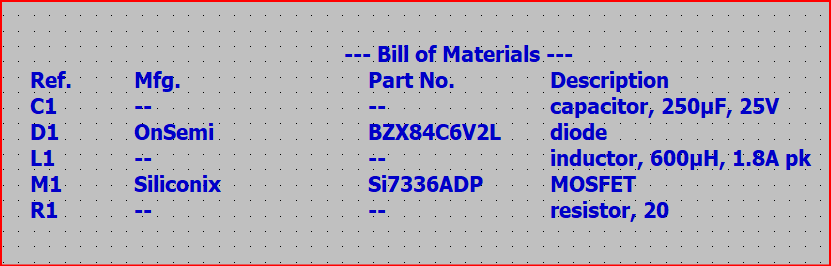 --- Bill of Materials ---
Ref. Mfg. Part No. Description
C1 -- -- capacitor, 250µF, 25V
D1 OnSemi BZX84C6V2L diode
L1 -- -- inductor, 600µH, 1.8A pk
M1 Siliconix Si7336ADP MOSFET
R1 -- -- resistor, 20